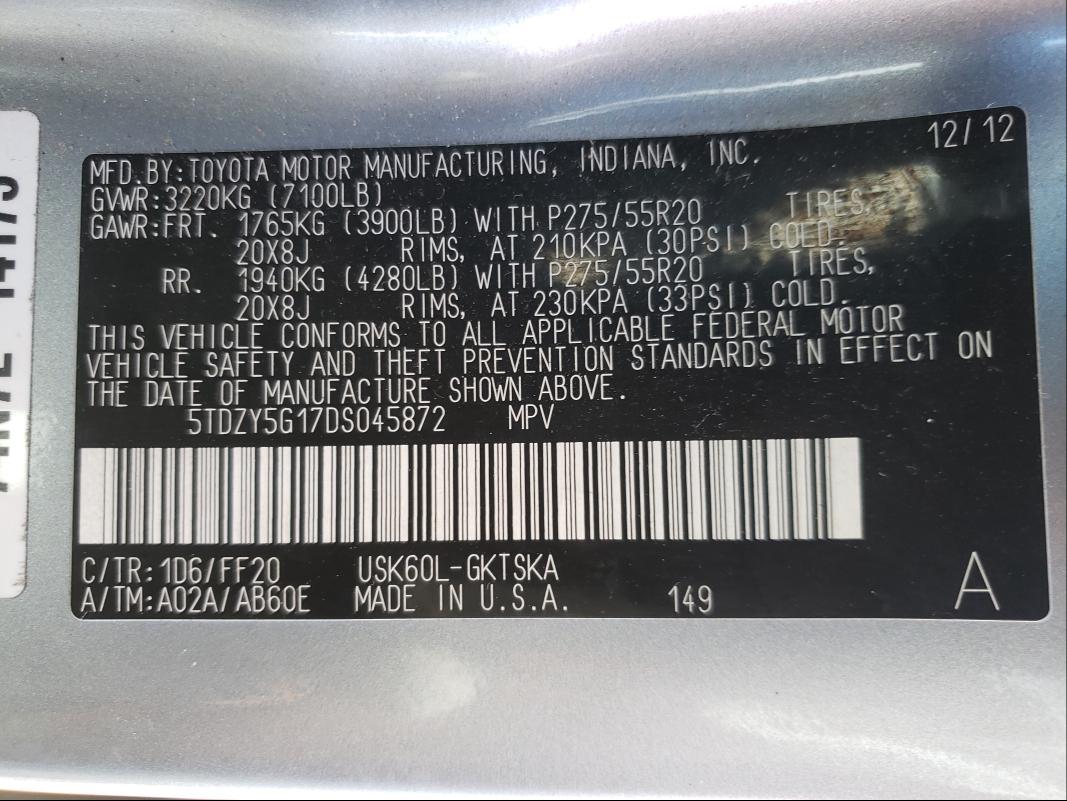 12/12
MFD.BY:TOYOTA MOTOR MANUFACTURING, INDIANA, INC.
GVWR:3220KG (7100LB)
GAWR:FRT. 1765KG (3900LB) WITH P275/55R20 TIRES,
20X8J RIMS, AT 210KPA (30PSI) COLD.
RR. 1940KG (4280LB) WITH P275/55R20 TIRES,
20X8J RIMS, AT 230KPA (33PSI) COLD.
THIS VEHICLE CONFORMS TO ALL APPLICABLE FEDERAL MOTOR
VEHICLE SAFETY AND THEFT PREVENTION STANDARDS IN EFFECT ON
THE DATE OF MANUFACTURE SHOWN ABOVE.
5TDZY5G17DS045872 MPV
C/TR:1D6/FF20 USK60L-GKTSKA
A/TM:A02A/AB60E MADE IN U.S.A. 149 A